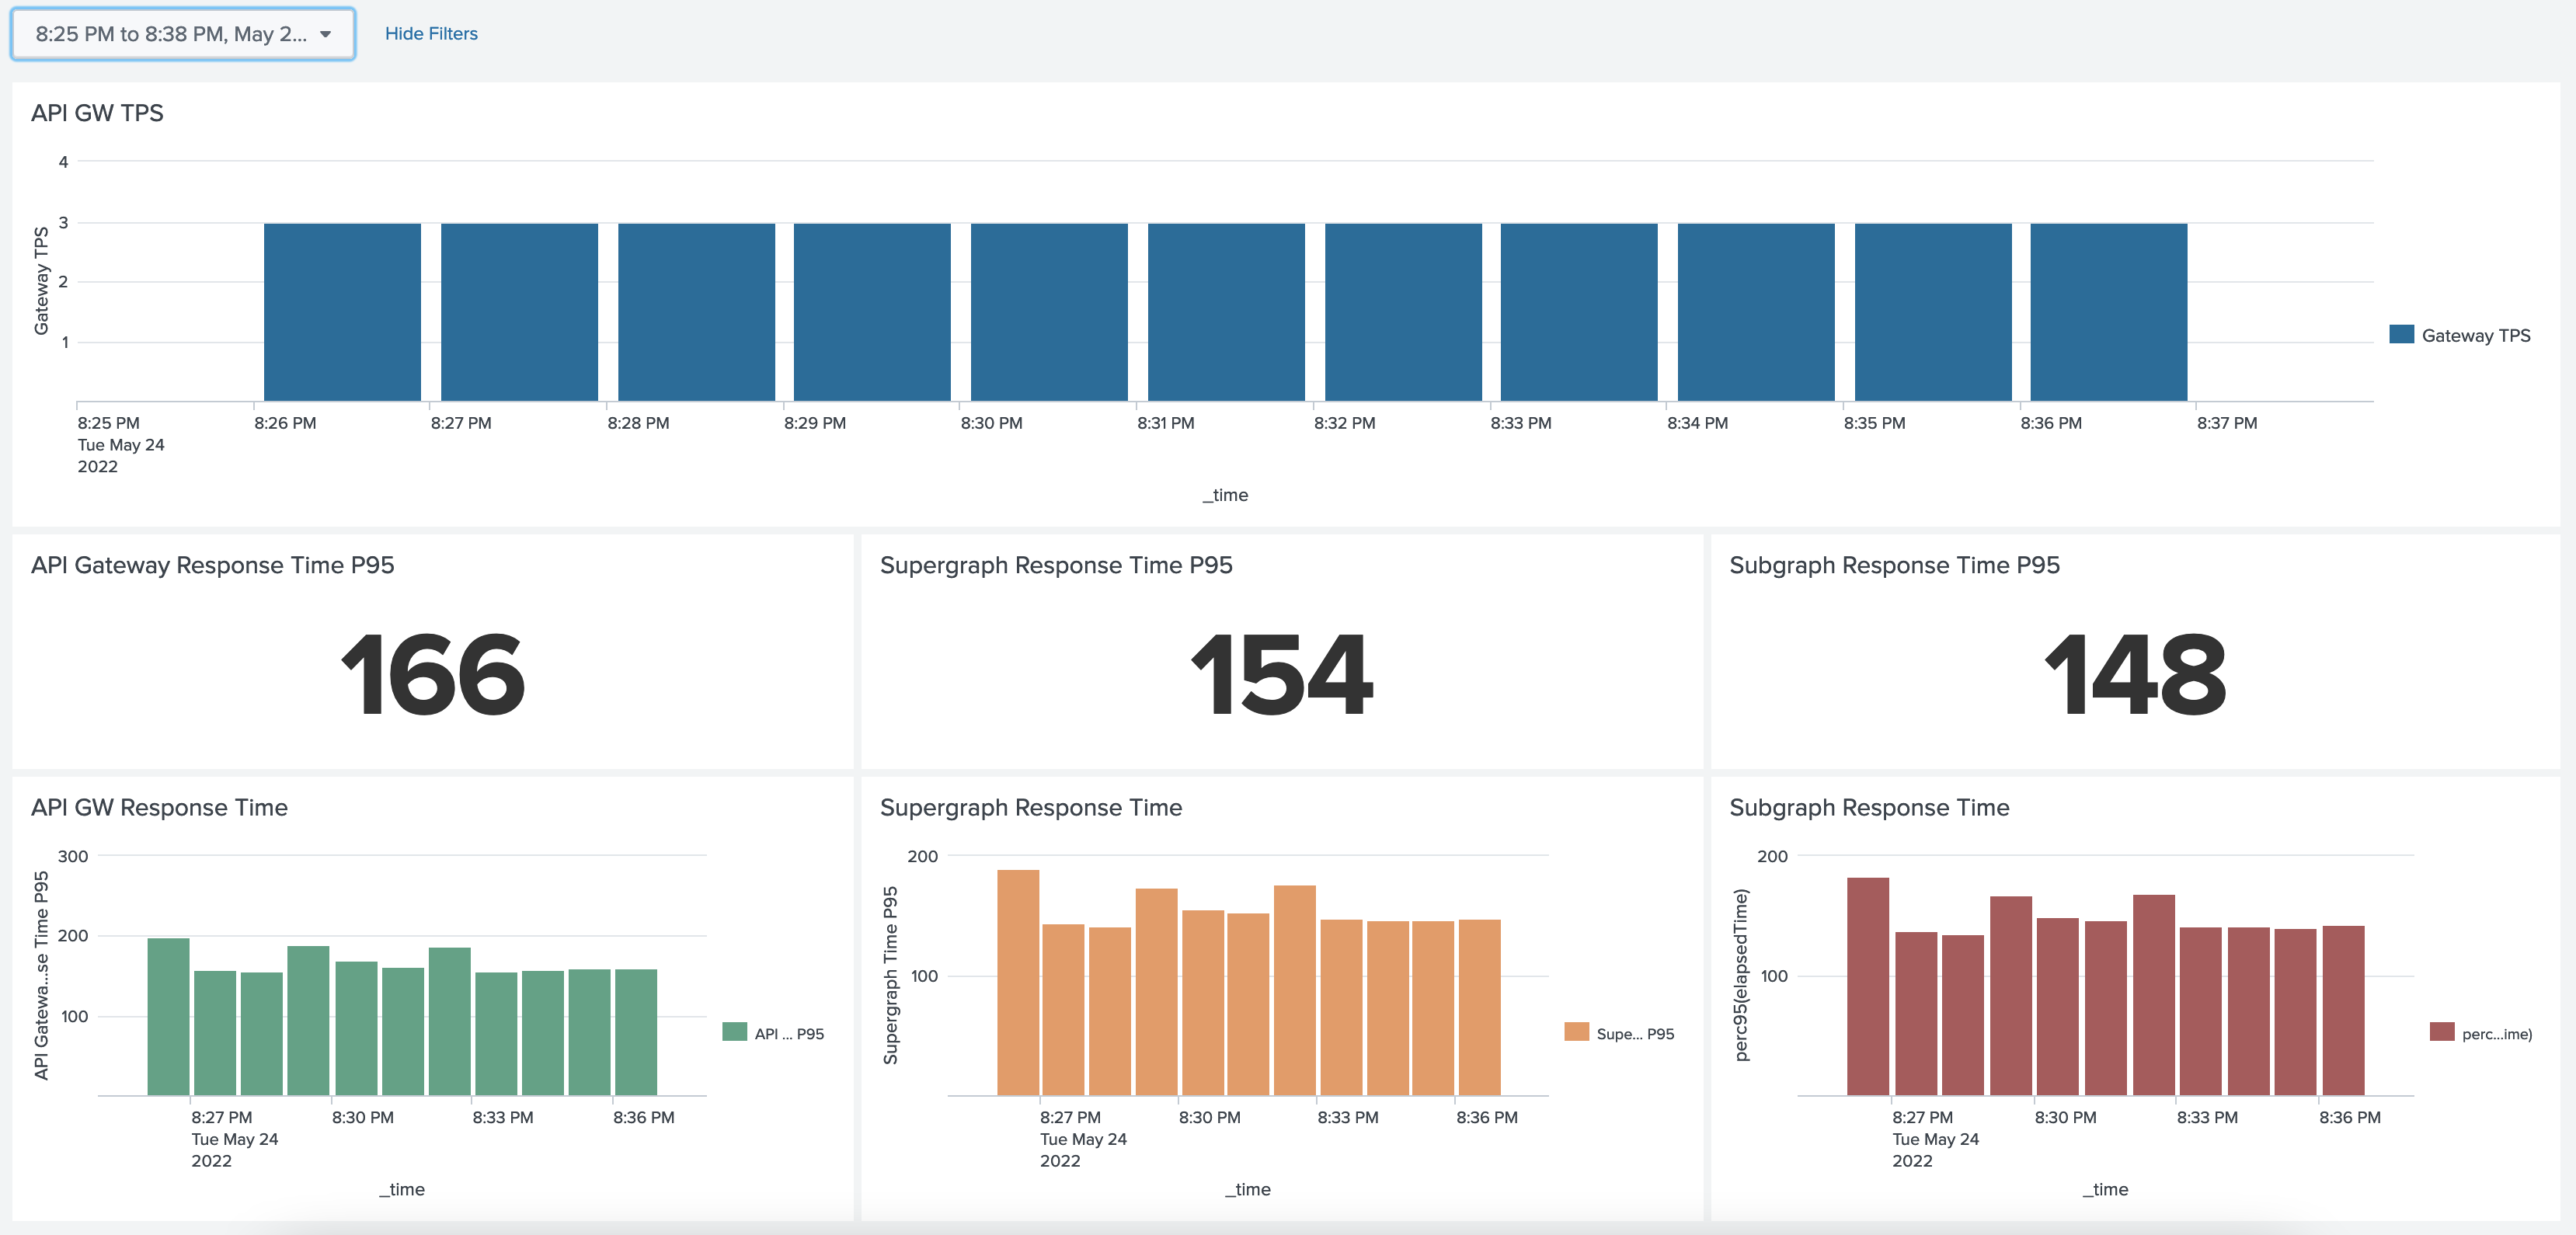 8:25 PM to 8:38 PM, May 2...
Hide Filters
API GW TPS
4
3
2
1
Gateway TPS
8:25 PM 8:26 PM 8:27 PM 8:28 PM 8:29 PM 8:30 PM 8:31 PM 8:32 PM 8:33 PM 8:34 PM 8:35 PM 8:36 PM 8:37 PM
Tue May 24
2022
_time
Gateway TPS
API Gateway Response Time P95
166
Supergraph Response Time P95
154
Subgraph Response Time P95
148
API GW Response Time
300
200
100
API Gatewa...se Time P95
8:27 PM 8:30 PM 8:33 PM 8:36 PM
Tue May 24
2022
_time
API ... P95
Supergraph Response Time
200
100
Supergraph Time P95
8:27 PM 8:30 PM 8:33 PM 8:36 PM
Tue May 24
2022
_time
Supe... P95
Subgraph Response Time
200
100
perc95(elapsedTime)
8:27 PM 8:30 PM 8:33 PM 8:36 PM
Tue May 24
2022
_time
perc...ime)